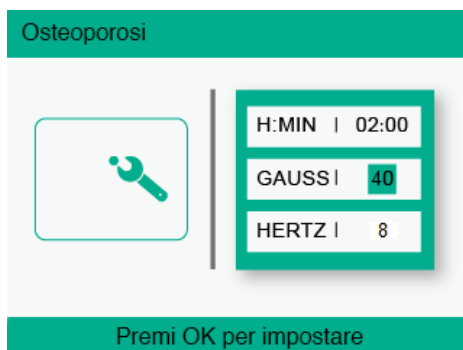 Osteoporosi
H:MIN | 02:00
GAUSS | 40
HERTZ | 8
Premi OK per impostare